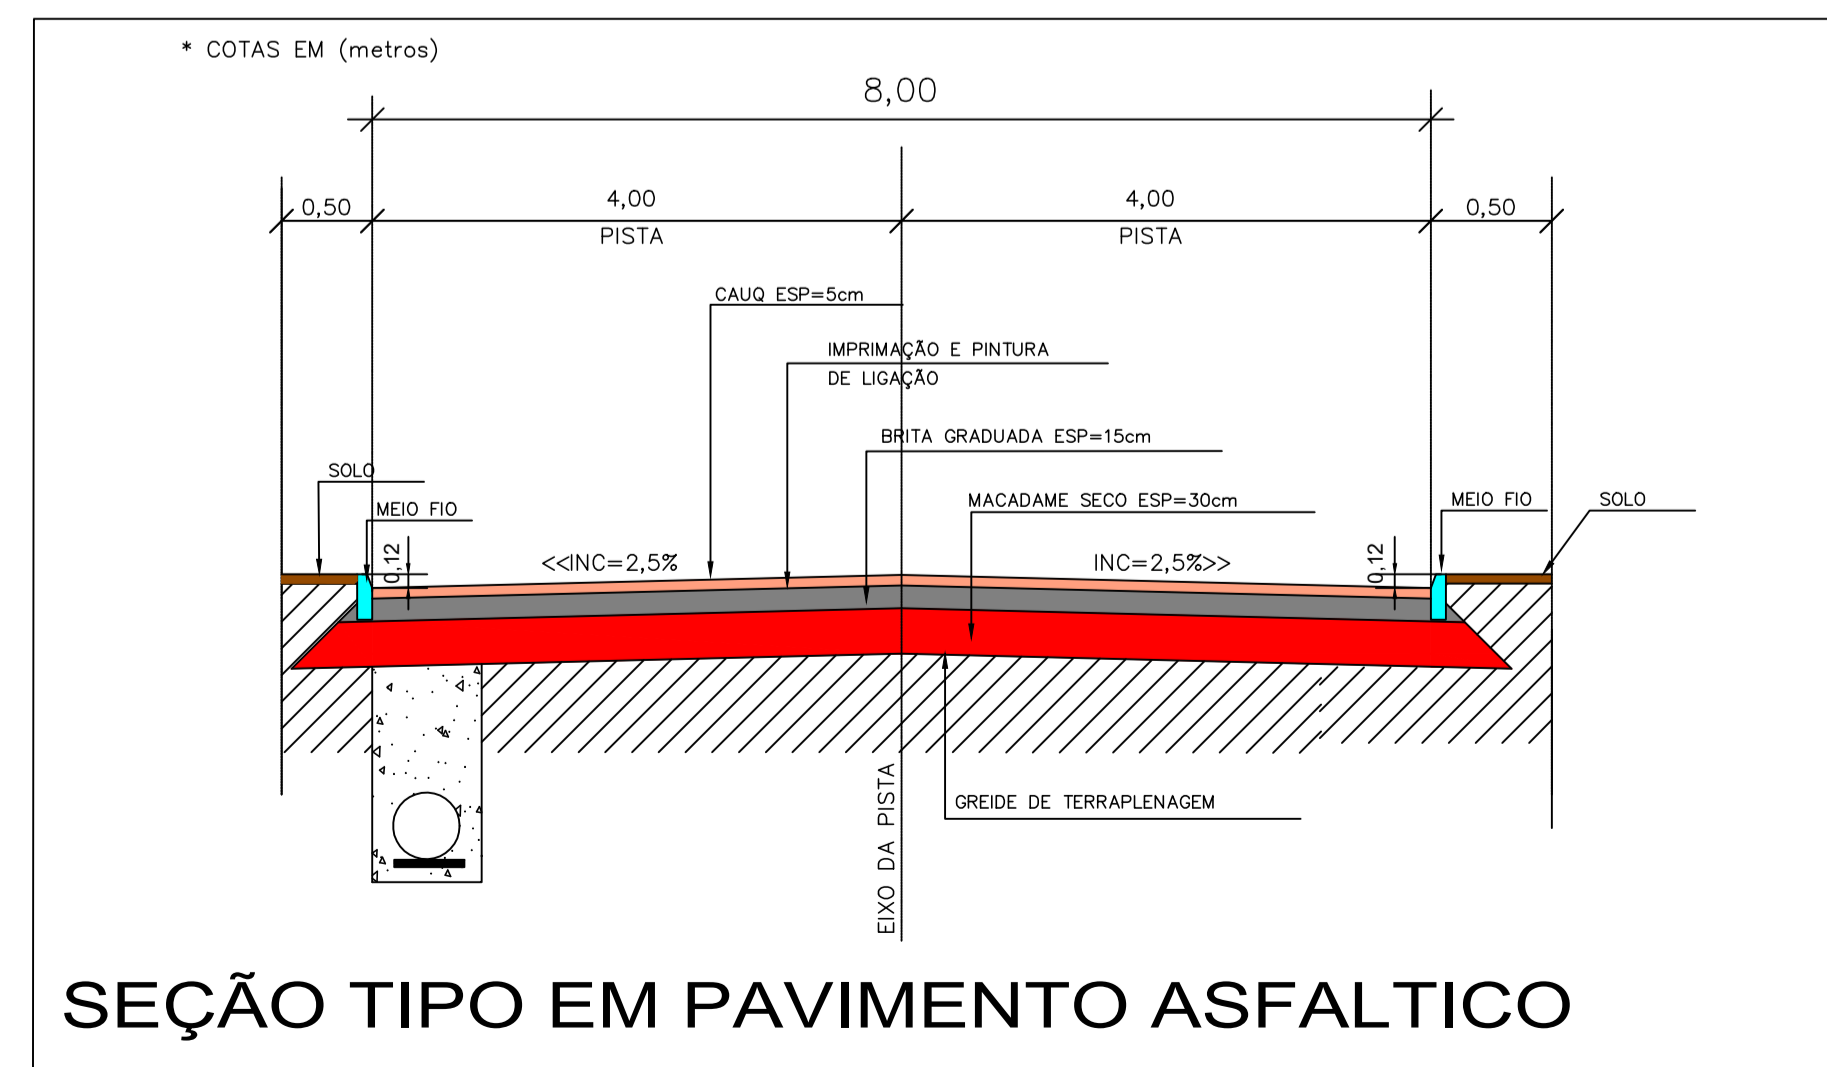 * COTAS EM (metros)
8,00
0,50
4,00
4,00
0,50
PISTA
PISTA
CAUQ ESP=5cm
IMPRIMAÇÃO E PINTURA
DE LIGAÇÃO
BRITA GRADUADA ESP=15cm
SOLO
MACADAME SECO ESP=30cm
MEIO FIO
MEIO FIO
SOLO
0,12
<<INC=2,5%
INC=2,5%>>
0,12
GREIDE DE TERRAPLENAGEM
EIXO DA PISTA
SEÇÃO TIPO EM PAVIMENTO ASFALTICO